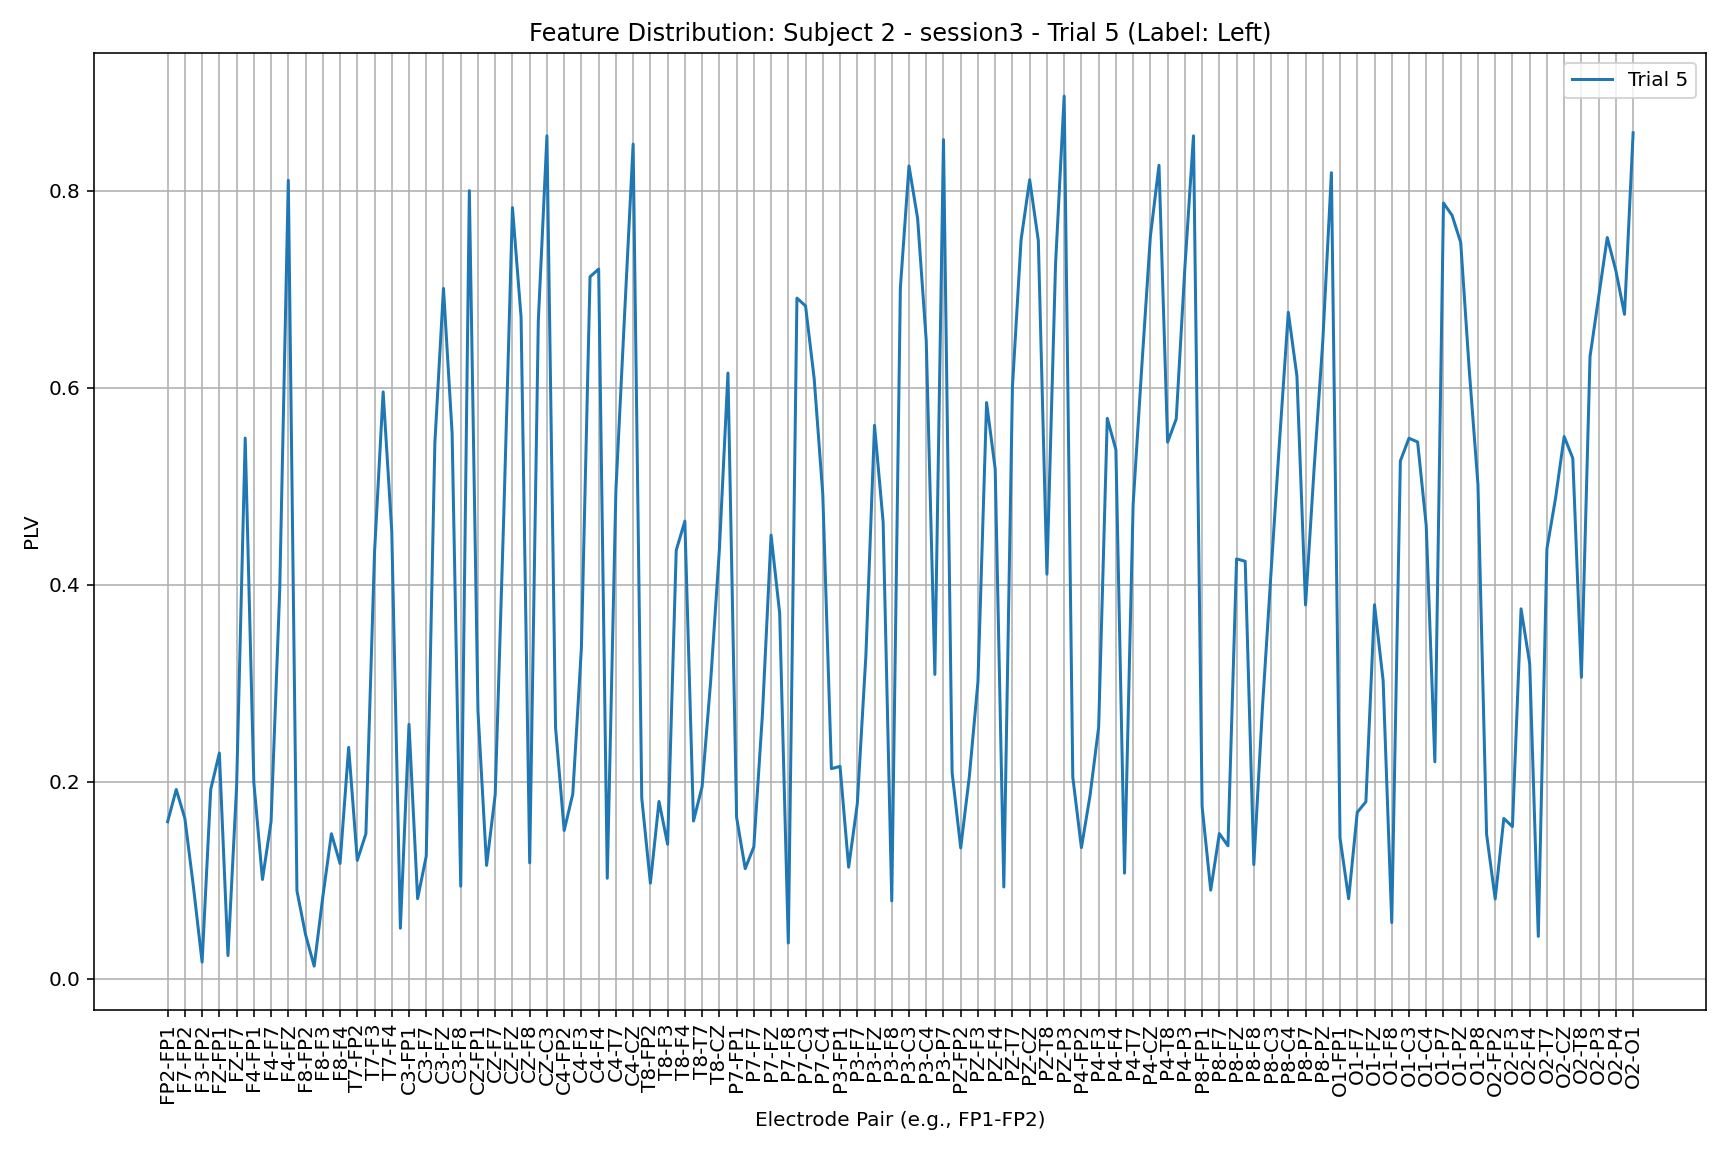 Feature Distribution: Subject 2 - session3 - Trial 5 (Label: Left)
Trial 5
PLV
0.8
0.6
0.4
0.2
0.0
FP2-FP1
F7-FP2
F3-FP2
FZ-FP1
FZ-F7
F4-FP1
F4-F7
F4-FZ
F8-FP2
F8-F3
F8-F4
T7-FP2
T7-F3
T7-F4
C3-FP1
C3-F7
C3-FZ
C3-F8
CZ-FP1
CZ-F7
CZ-FZ
CZ-F8
CZ-C3
C4-FP2
C4-F3
C4-F4
C4-T7
C4-CZ
T8-FP2
T8-F3
T8-F4
T8-T7
T8-CZ
P7-FP1
P7-F7
P7-FZ
P7-F8
P7-C3
P7-C4
P3-FP1
P3-F7
P3-FZ
P3-F8
P3-C3
P3-C4
P3-P7
PZ-FP2
PZ-F3
PZ-F4
PZ-T7
PZ-CZ
PZ-T8
PZ-P3
P4-FP2
P4-F3
P4-F4
P4-T7
P4-CZ
P4-T8
P4-P3
P8-FP1
P8-F7
P8-FZ
P8-F8
P8-C3
P8-C4
P8-P7
P8-PZ
O1-FP1
O1-F7
O1-FZ
O1-F8
O1-C3
O1-C4
O1-P7
O1-PZ
O1-P8
O2-FP2
O2-F3
O2-F4
O2-T7
O2-CZ
O2-T8
O2-P3
O2-P4
O2-O1
Electrode Pair (e.g., FP1-FP2)